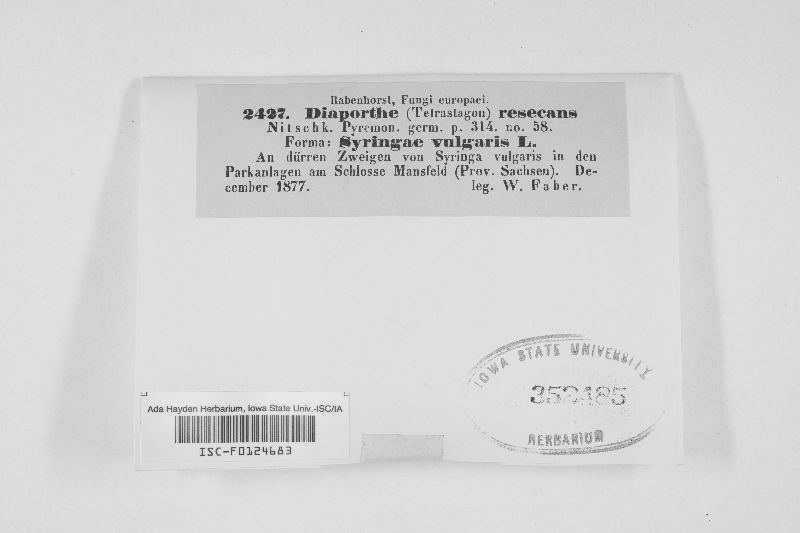 Rabenhorst, Fungi europaei.
2427. Diaporthe (Tetrastagon) resecans
Nitschk. Pyremon. germ. p. 314. no. 58.
Forma: Syringae vulgaris L.
An dürren Zweigen von Syringa vulgaris in den
Parkanlagen am Schlosse Mansfeld (Prov. Sachsen). De-
cember 1877. leg. W. Faber.
IOWA STATE UNIVERSITY
352485
HERBARIUM
Ada Hayden Herbarium, Iowa State Univ.-ISC/IA
ISC-F0124683